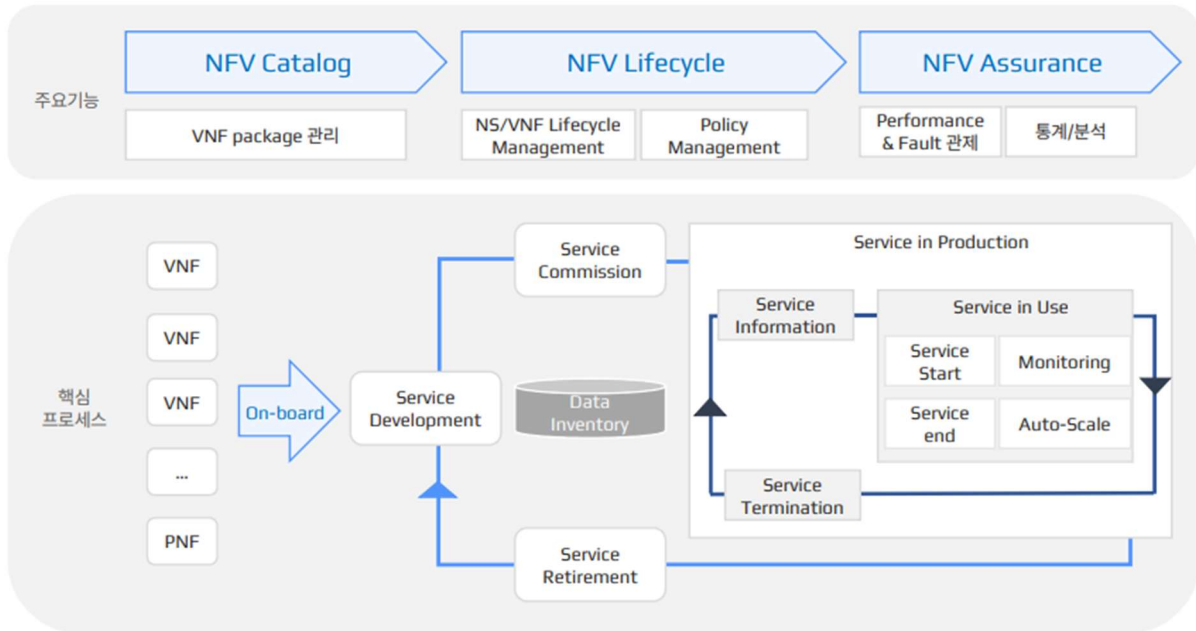 NFV Catalog
NFV Lifecycle
NFV Assurance
주요기능
VNF package 관리
NS/VNF Lifecycle
Management
Policy
Management
Performance
& Fault 관제
통계/분석
핵심
프로세스
VNF
VNF
VNF
...
PNF
On-board
Service
Development
Service
Commission
Data
Inventory
Service
Retirement
Service in Production
Service
Information
Service in Use
Service
Start
Monitoring
Service
end
Auto-Scale
Service
Termination